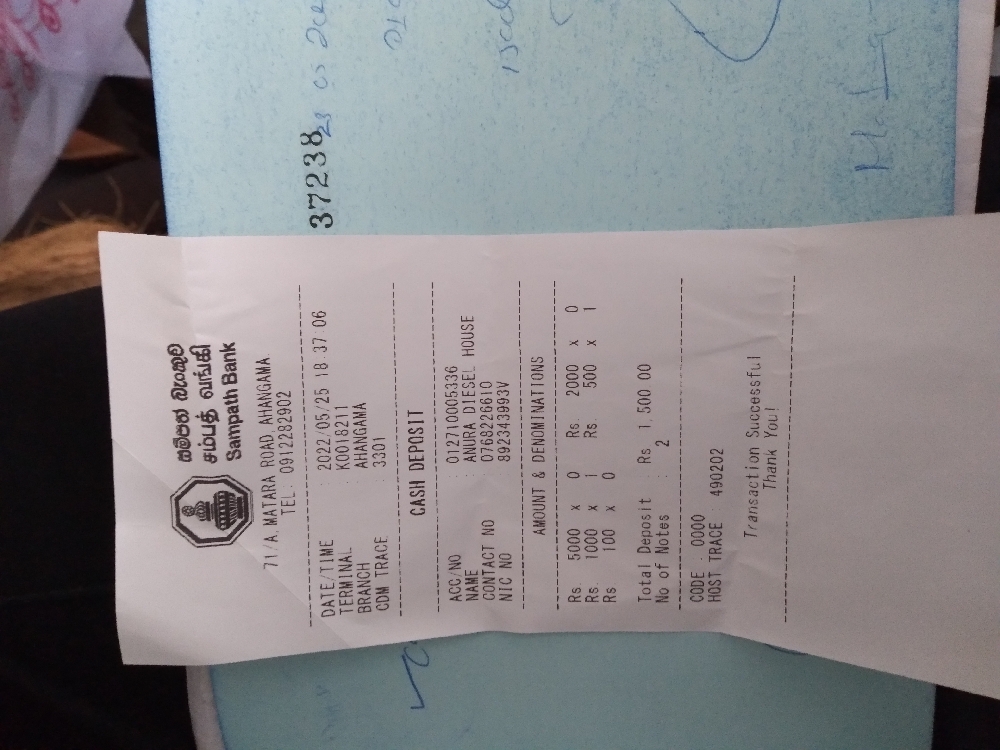 සම්පත් බැංකුව
சம்பத் வங்கி
Sampath Bank
71/A, MATARA ROAD, AHANGAMA
TEL: 0912282902
DATE/TIME : 2022/05/25 18:37:06
TERMINAL : K0018211
BRANCH : AHANGAMA
CDM TRACE : 3301
CASH DEPOSIT
ACC/NO : 012710005336
NAME : ANURA DIESEL HOUSE
CONTACT NO : 0768226610
NIC NO : 892343993V
AMOUNT & DENOMINATIONS
Rs. 5000 x 0 Rs. 2000 x 0
Rs. 1000 x 1 Rs. 500 x 1
Rs. 100 x 0
Total Deposit : Rs. 1,500.00
No of Notes : 2
CODE : 0000
HOST TRACE : 490202
Transaction Successful
Thank You!
37238